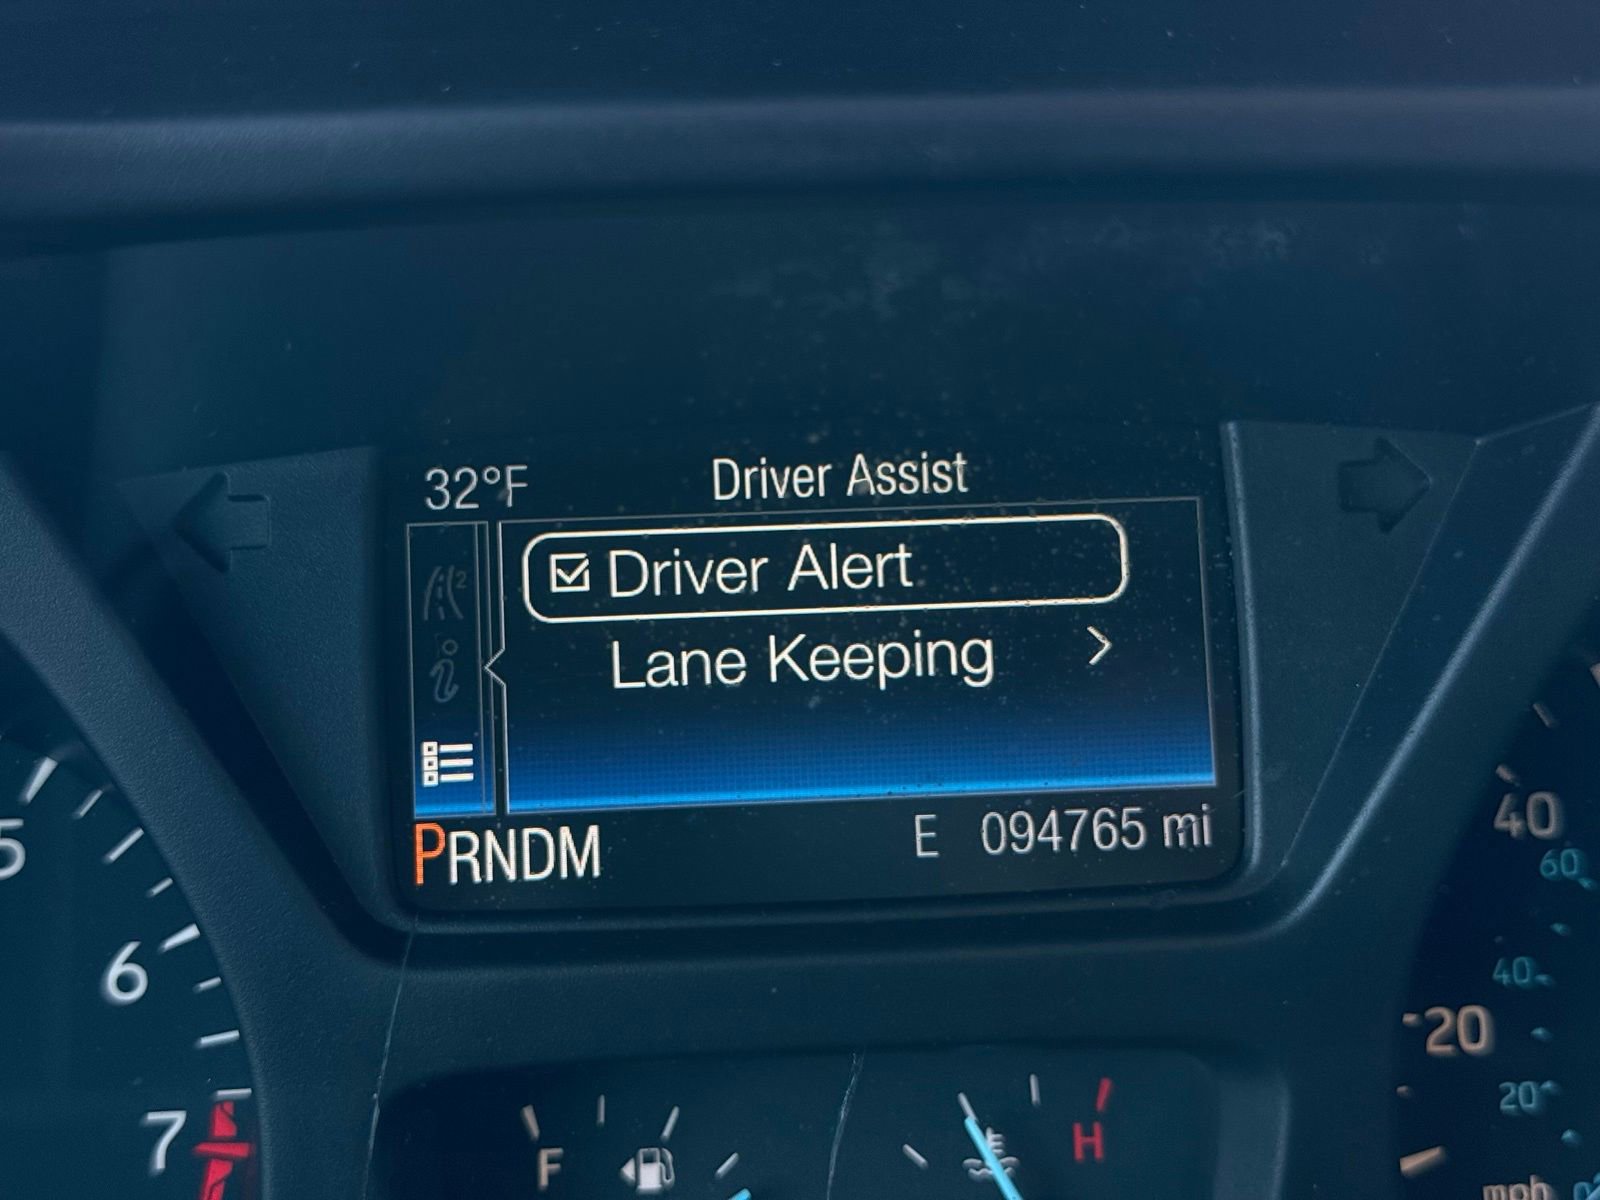 32°F
Driver Assist
Driver Alert
Lane Keeping
PRNDM
E 094765 mi
5
6
7
F
H
40
60
40
20
20
mph